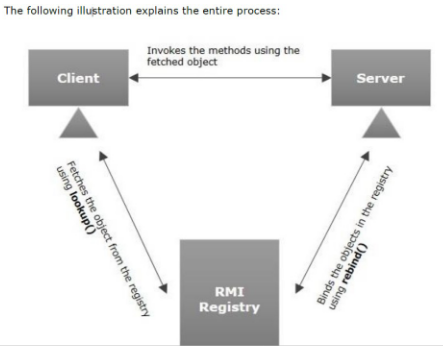 The following illustration explains the entire process:
Invokes the methods using the
fetched object
Client
Server
Fetches the object from the registry
using lookup()
Binds the objects in the registry
using rebind()
RMI
Registry